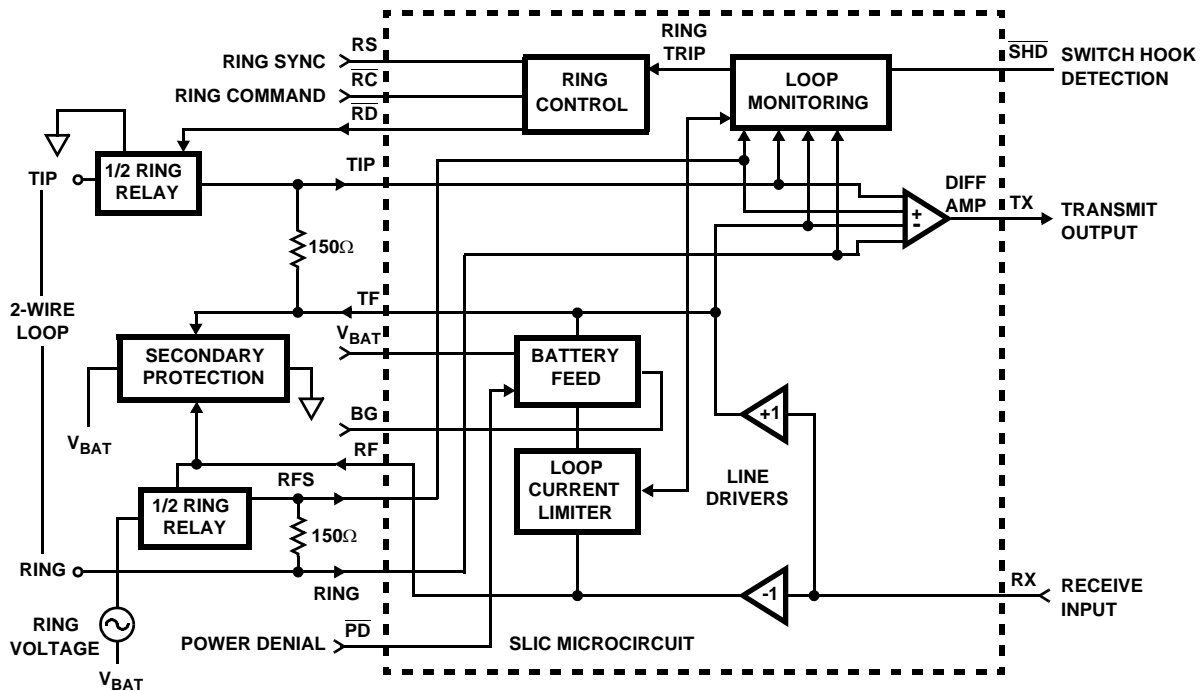 RING SYNC
RS
RING
TRIP
SHD
SWITCH HOOK
DETECTION
RING COMMAND
RC
RING
CONTROL
LOOP
MONITORING
RD
TIP
1/2 RING
RELAY
TIP
DIFF
AMP
TX
TRANSMIT
OUTPUT
+
-
150Ω
2-WIRE
LOOP
TF
SECONDARY
PROTECTION
VBAT
BATTERY
FEED
VBAT
BG
+1
RF
LOOP
CURRENT
LIMITER
LINE
DRIVERS
RFS
1/2 RING
RELAY
150Ω
RING
RING
-1
RX
RECEIVE
INPUT
RING
VOLTAGE
POWER DENIAL
PD
SLIC MICROCIRCUIT
VBAT